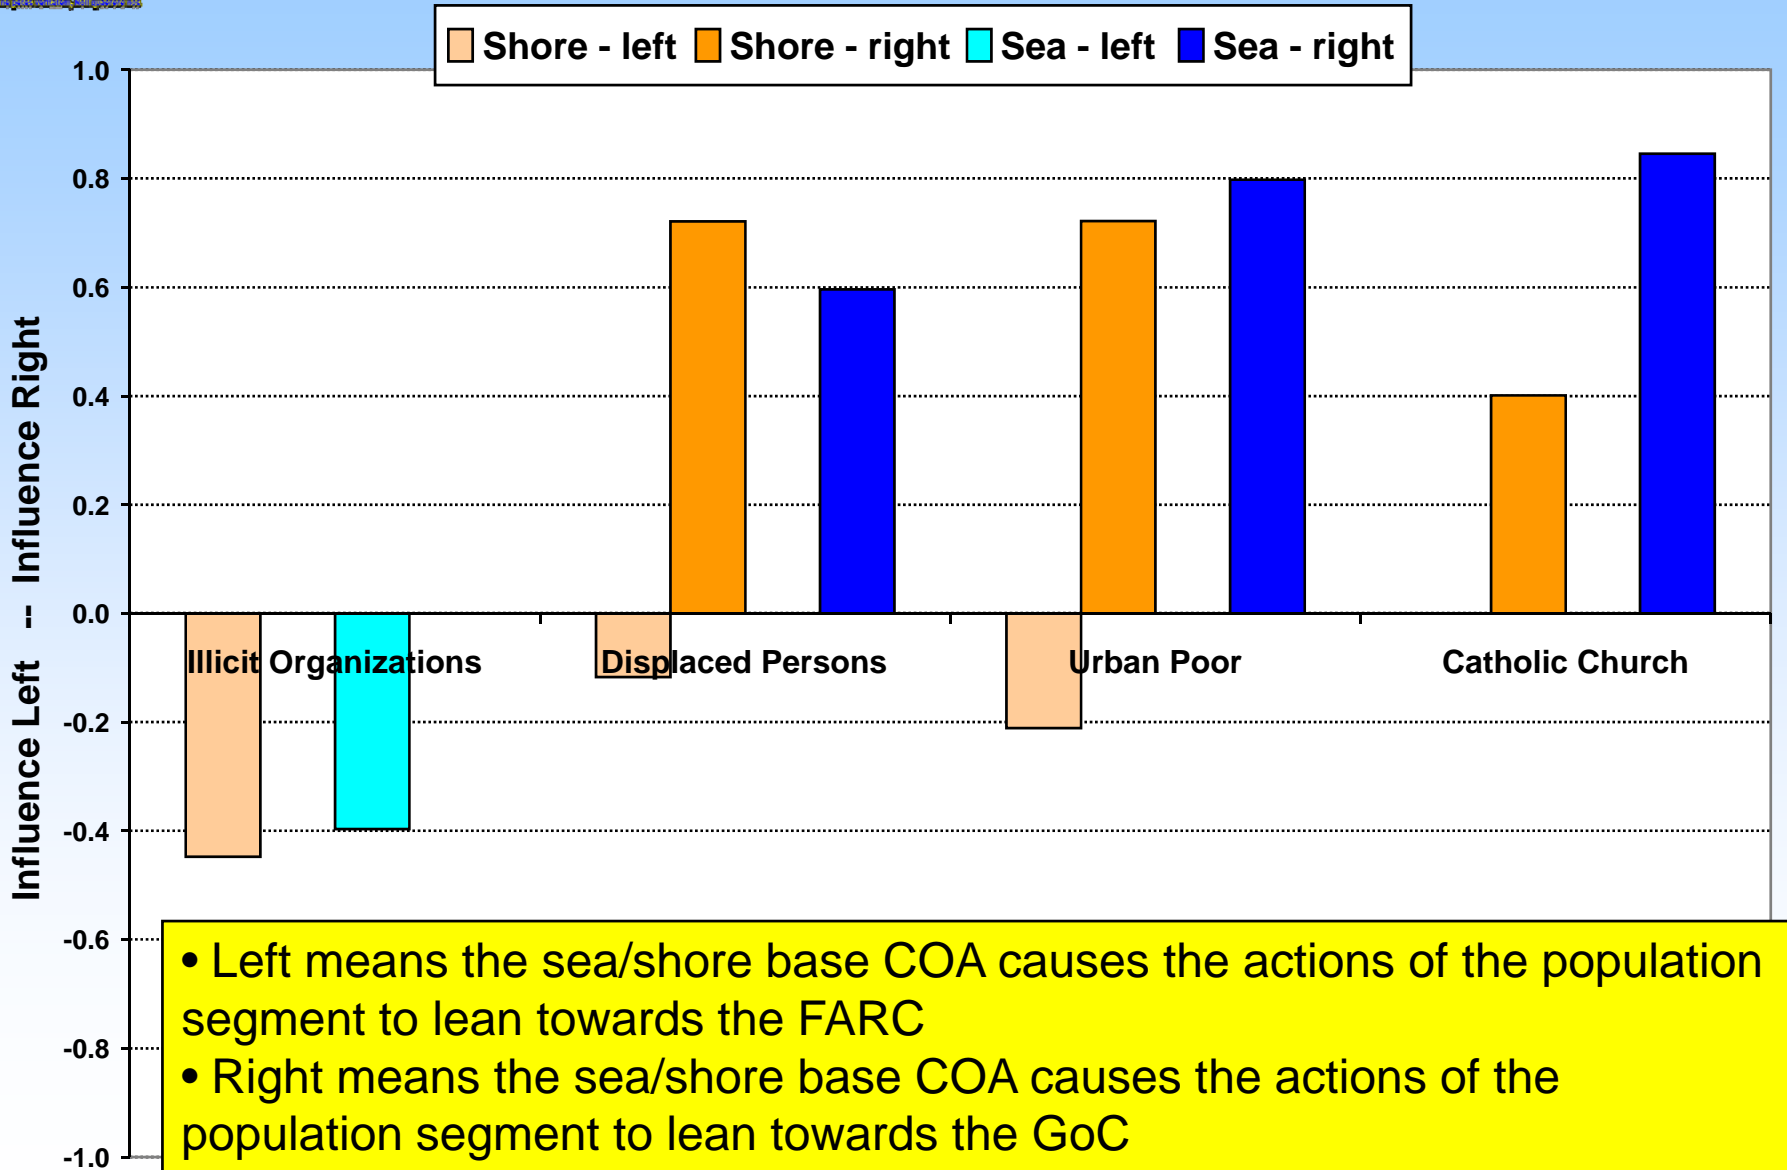 Shore - left Shore - right Sea - left Sea - right
1.0
0.8
0.6
0.4
0.2
0.0
-0.2
-0.4
-0.6
-0.8
-1.0
Influence Left -- Influence Right
Illicit Organizations
Displaced Persons
Urban Poor
Catholic Church
• Left means the sea/shore base COA causes the actions of the population
segment to lean towards the FARC
• Right means the sea/shore base COA causes the actions of the
population segment to lean towards the GoC